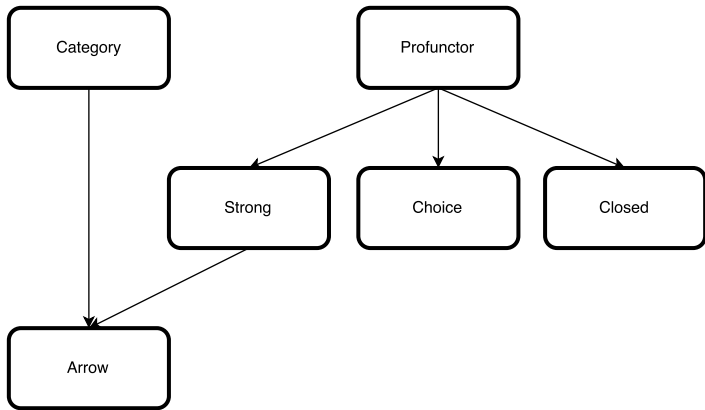 Category
Profunctor
Strong
Choice
Closed
Arrow